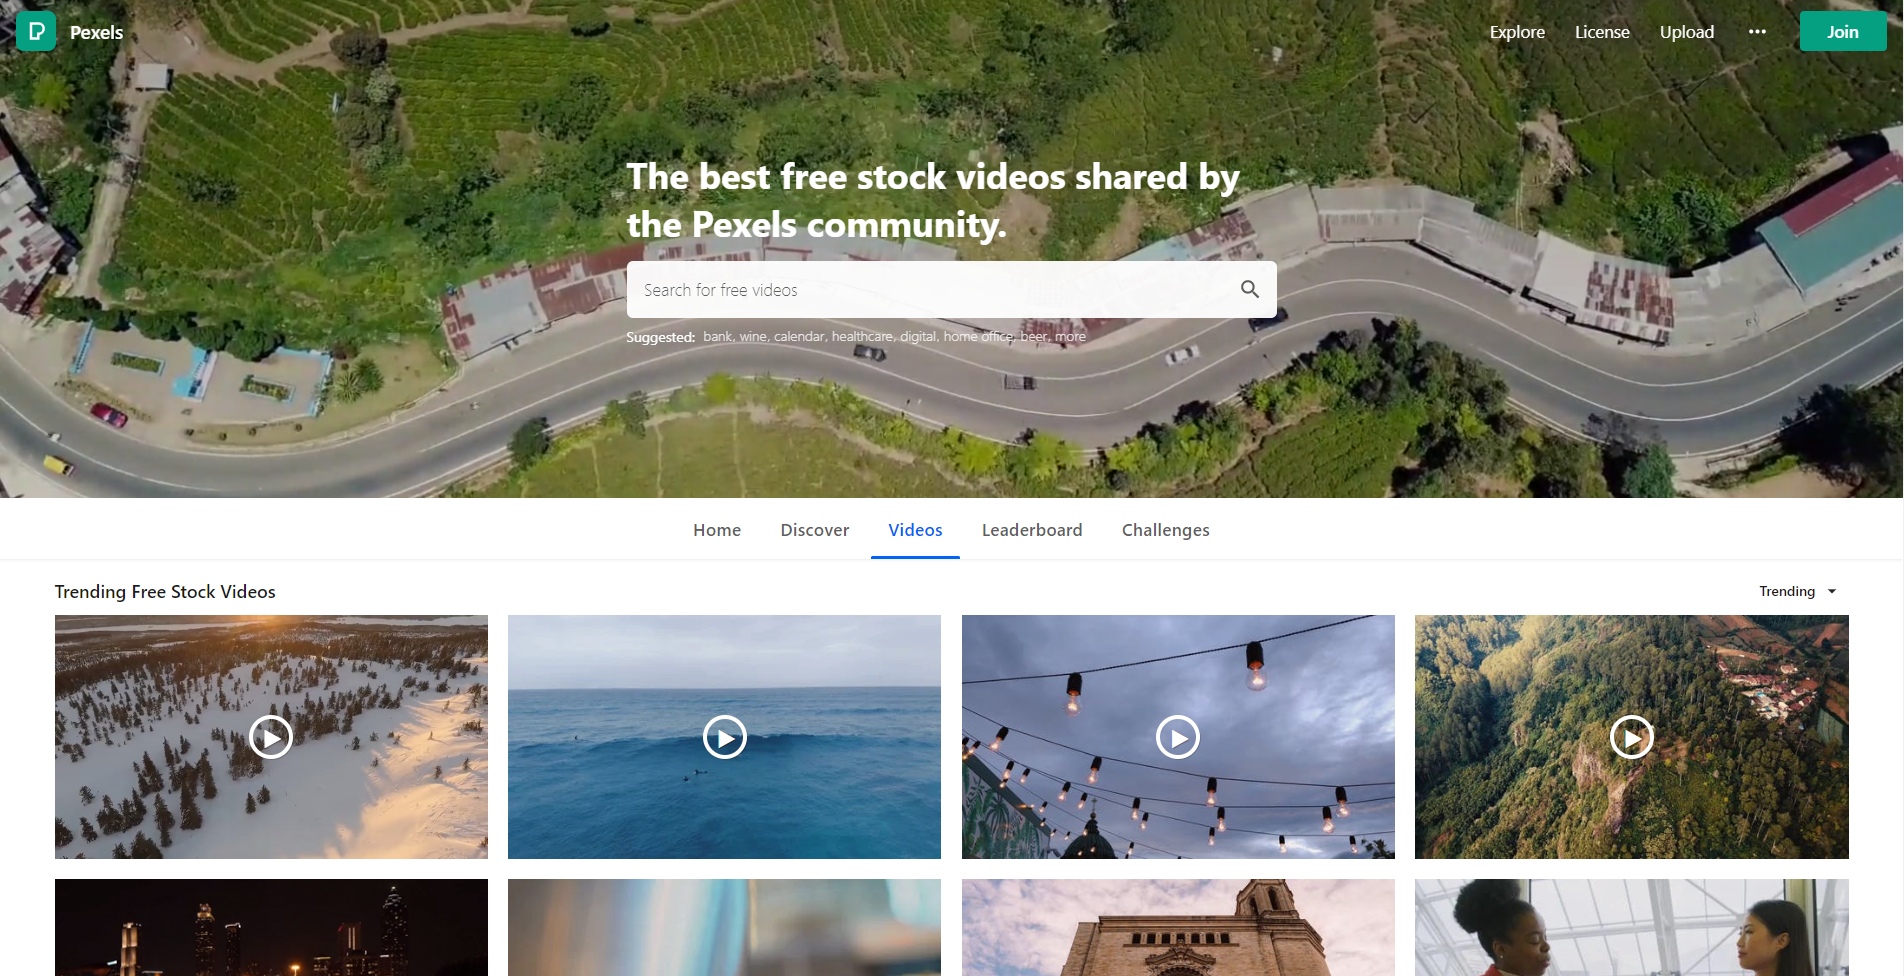 Pexels
Explore License Upload ••• Join
The best free stock videos shared by
the Pexels community.
Search for free videos
Suggested: bank, wine, calendar, healthcare, digital, home office, beer, more
Home Discover Videos Leaderboard Challenges
Trending Free Stock Videos
Trending